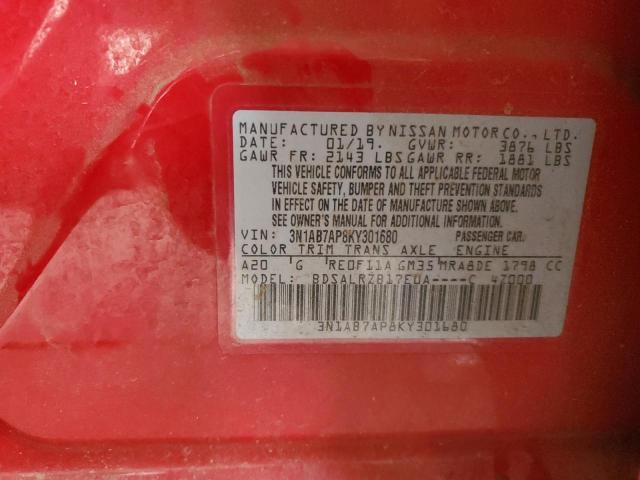 MANUFACTURED BY NISSAN MOTOR CO., LTD.
DATE: 01/19. GVWR: 3876 LBS
GAWR FR: 2143 LBS GAWR RR: 1881 LBS
THIS VEHICLE CONFORMS TO ALL APPLICABLE FEDERAL MOTOR
VEHICLE SAFETY, BUMPER AND THEFT PREVENTION STANDARDS
IN EFFECT ON THE DATE OF MANUFACTURE SHOWN ABOVE.
SEE OWNER'S MANUAL FOR ADDITIONAL INFORMATION.
VIN: 3N1AB7AP8KY301680 PASSENGER CAR.
COLOR TRIM TRANS AXLE ENGINE
A20 G RE0F11A GM35 MRA8DE 1798 CC
MODEL: BDSALRZB17EUA----C 47000
3N1AB7AP8KY301680